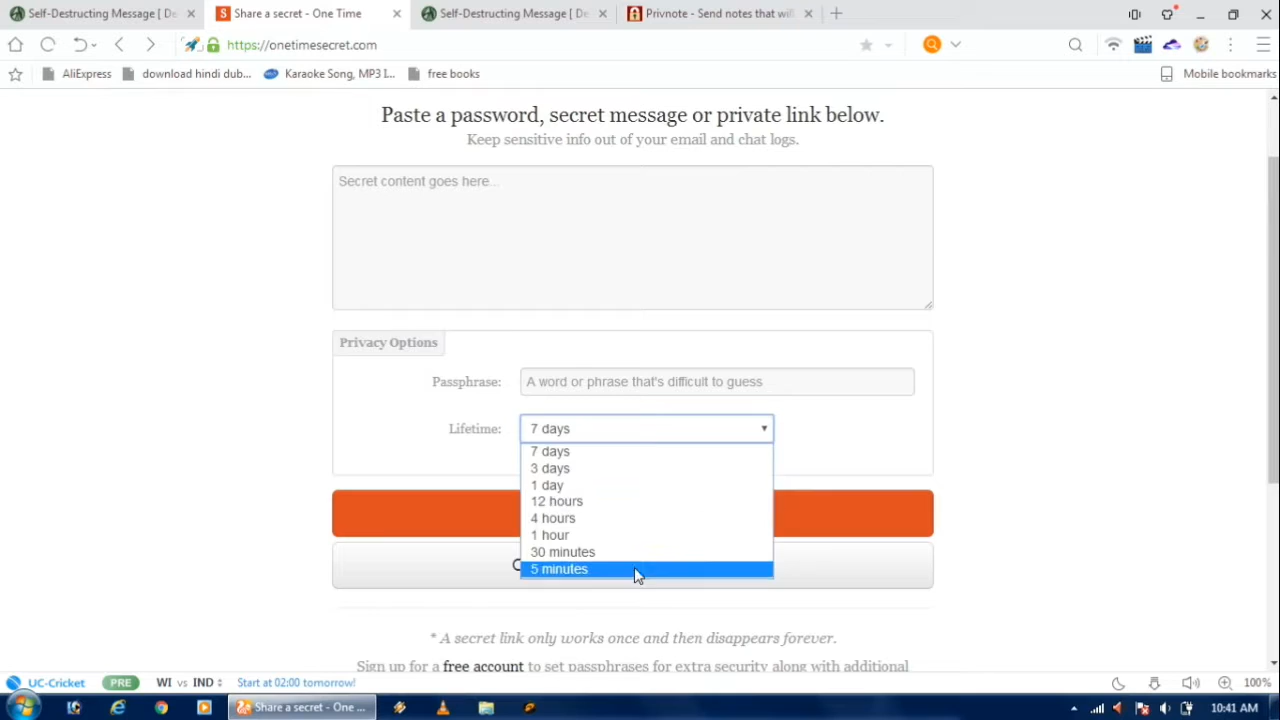 Self-Destructing Message [ De
Share a secret - One Time
Self-Destructing Message [ De
Privnote - Send notes that will
https://onetimesecret.com
AliExpress
download hindi dub...
Karaoke Song, MP3 I...
free books
Mobile bookmarks
Paste a password, secret message or private link below.
Keep sensitive info out of your email and chat logs.
Secret content goes here...
Privacy Options
Passphrase:
A word or phrase that's difficult to guess
Lifetime:
7 days
7 days
3 days
1 day
12 hours
4 hours
1 hour
30 minutes
5 minutes
* A secret link only works once and then disappears forever.
Sign up for a free account to set passphrases for extra security along with additional
UC-Cricket
PRE
WI vs IND
Start at 02:00 tomorrow!
100%
Share a secret - One ...
10:41 AM